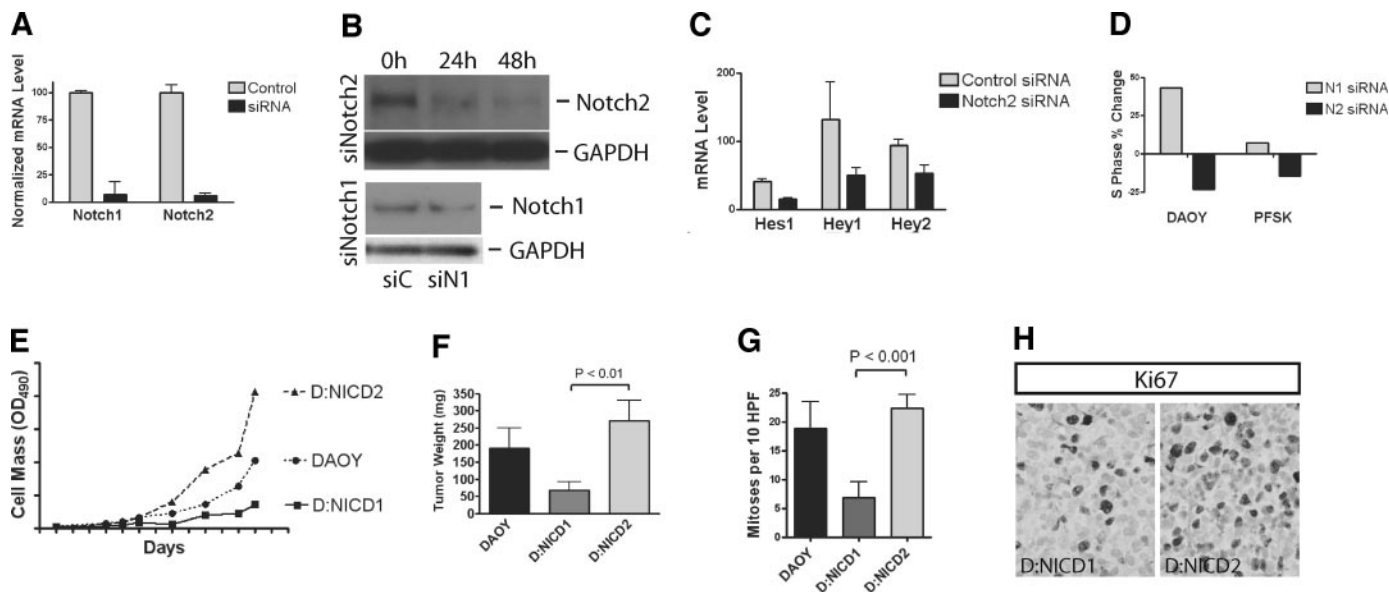 A
Normalized mRNA Level
100
75
50
25
0
Notch1
Notch2
Control
siRNA
B
0h 24h 48h
siNotch2
– Notch2
– GAPDH
siNotch1
– Notch1
– GAPDH
siC siN1
C
mRNA Level
200
100
0
Hes1 Hey1 Hey2
Control siRNA
Notch2 siRNA
D
S Phase % Change
50
25
0
-25
DAOY PFSK
N1 siRNA
N2 siRNA
E
Cell Mass (OD490)
Days
D:NICD2
DAOY
D:NICD1
F
Tumor Weight (mg)
350
300
250
200
150
100
50
0
P < 0.01
DAOY
D:NICD1
D:NICD2
G
Mitoses per 10 HPF
25
20
15
10
5
0
P < 0.001
DAOY
D:NICD1
D:NICD2
H
Ki67
D:NICD1
D:NICD2